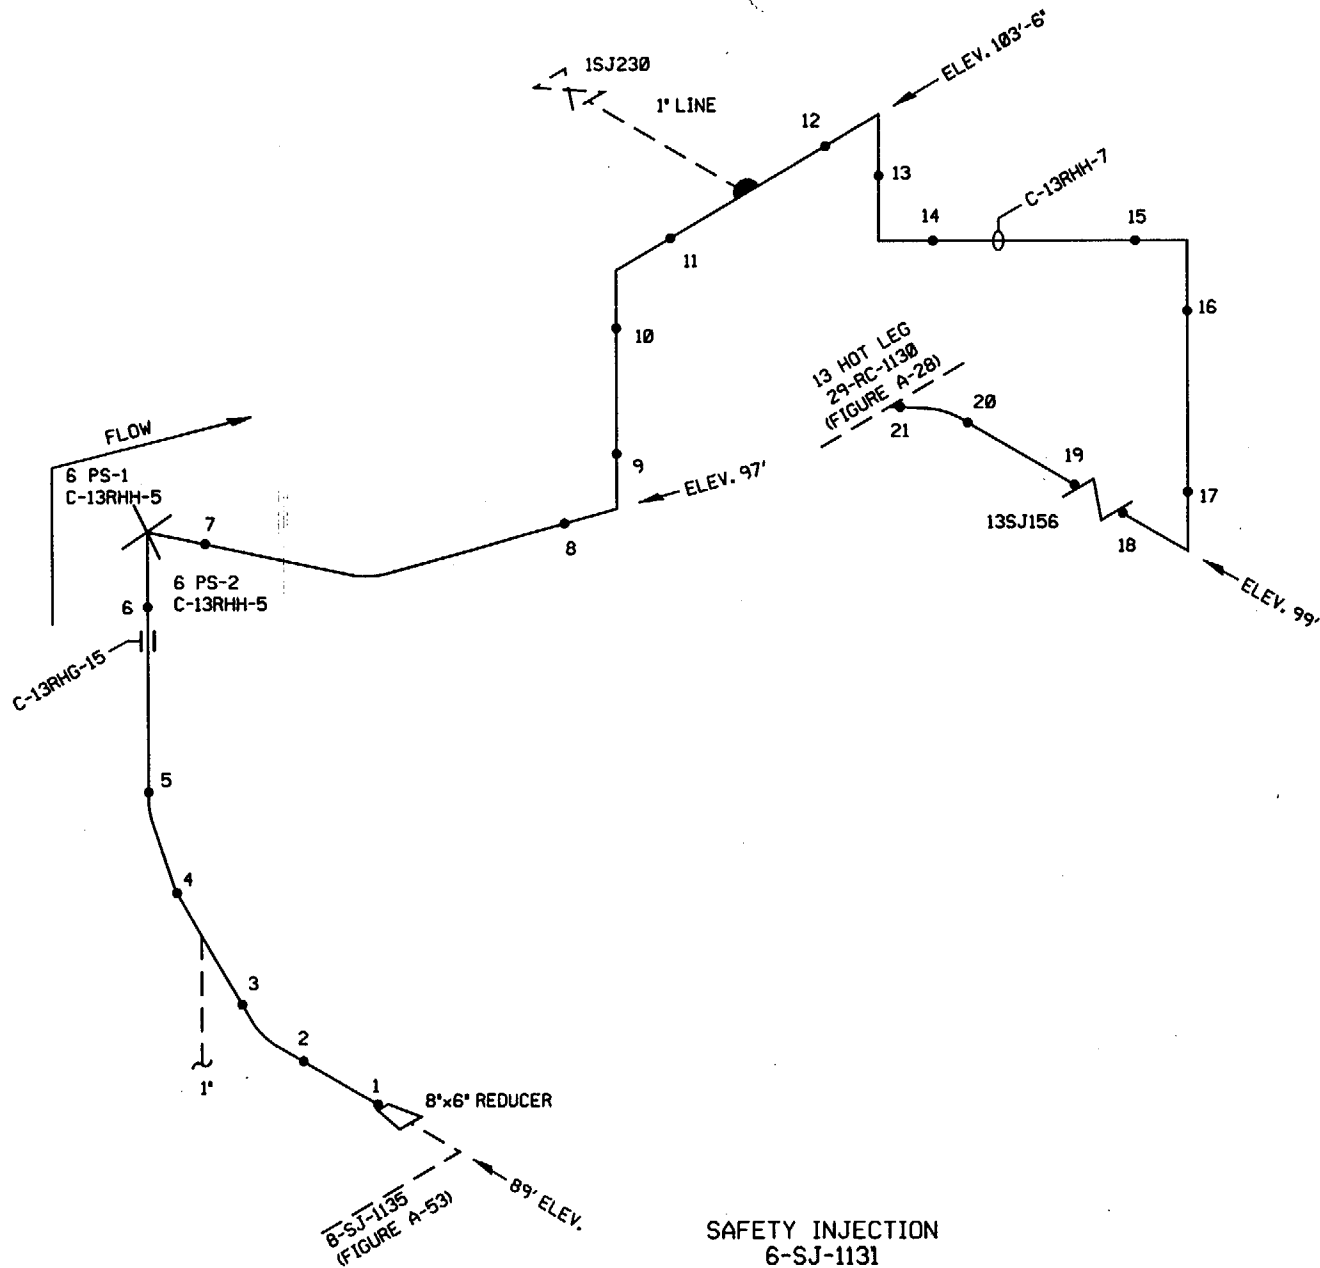 ELEV. 103'-6"
1SJ230
1" LINE
12
13
C-13RHH-7
14
15
11
16
10
13 HOT LEG
29-RC-1130
(FIGURE A-28)
20
21
FLOW
9
ELEV. 97'
19
17
6 PS-1
C-13RHH-5
7
13SJ156
8
18
6 PS-2
C-13RHH-5
6
ELEV. 99'
C-13RHG-15
5
4
3
2
1"
1
8"x6" REDUCER
89' ELEV.
8-SJ-1135
(FIGURE A-53)
SAFETY INJECTION
6-SJ-1131